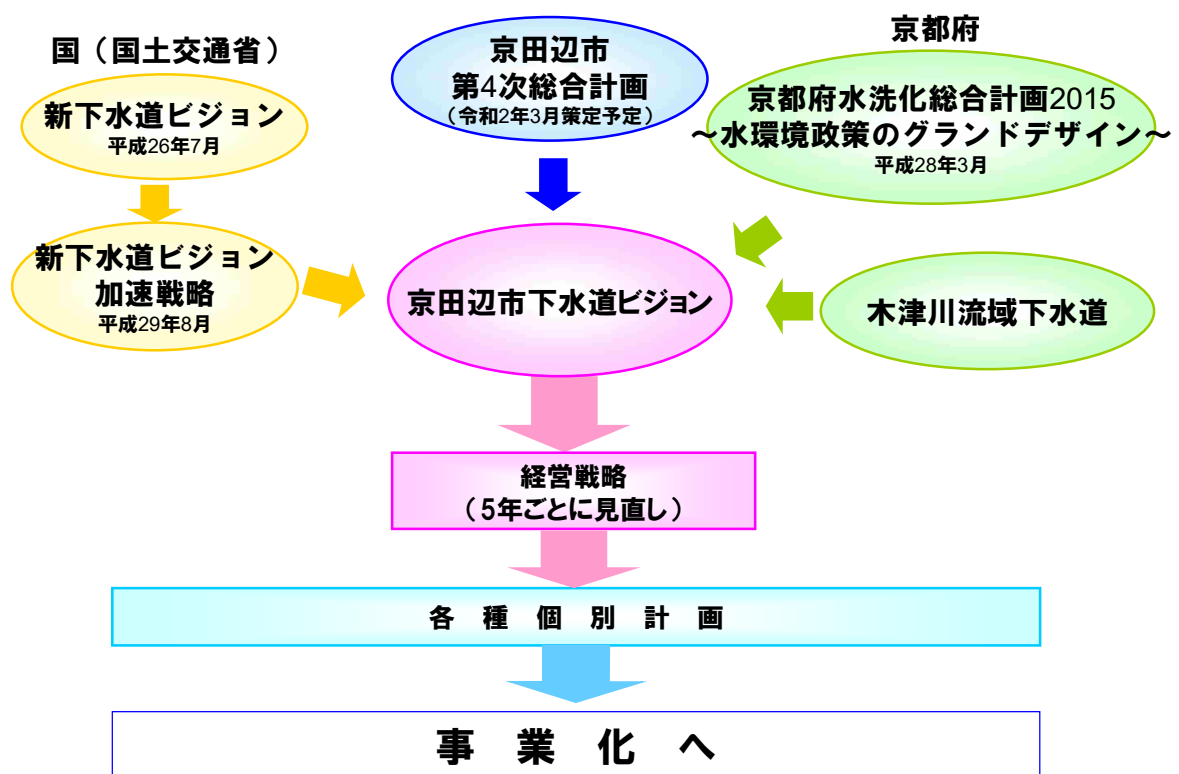 国（国土交通省）
新下水道ビジョン
平成26年7月
新下水道ビジョン
加速戦略
平成29年8月
京田辺市
第4次総合計画
（令和2年3月策定予定）
京都府
京都府水洗化総合計画2015
～水環境政策のグランドデザイン～
平成28年3月
京田辺市下水道ビジョン
木津川流域下水道
経営戦略
（5年ごとに見直し）
各種個別計画
事業化へ